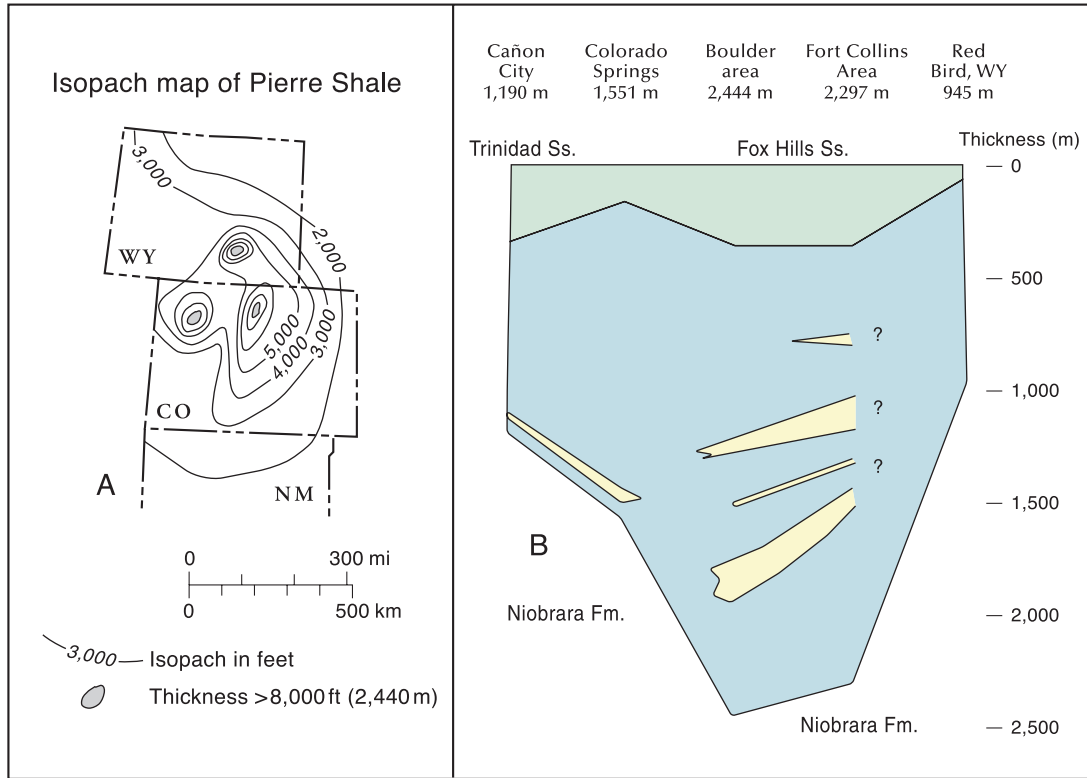 Isopach map of Pierre Shale
3,000
2,000
WY
5,000
4,000
3,000
CO
A
NM
0 300 mi
0 500 km
3,000 Isopach in feet
Thickness >8,000 ft (2,440 m)
Cañon
City
1,190 m
Colorado
Springs
1,551 m
Boulder
area
2,444 m
Fort Collins
Area
2,297 m
Red
Bird, WY
945 m
Thickness (m)
Trinidad Ss.
Fox Hills Ss.
0
500
?
1,000
?
?
1,500
B
Niobrara Fm.
2,000
Niobrara Fm.
2,500